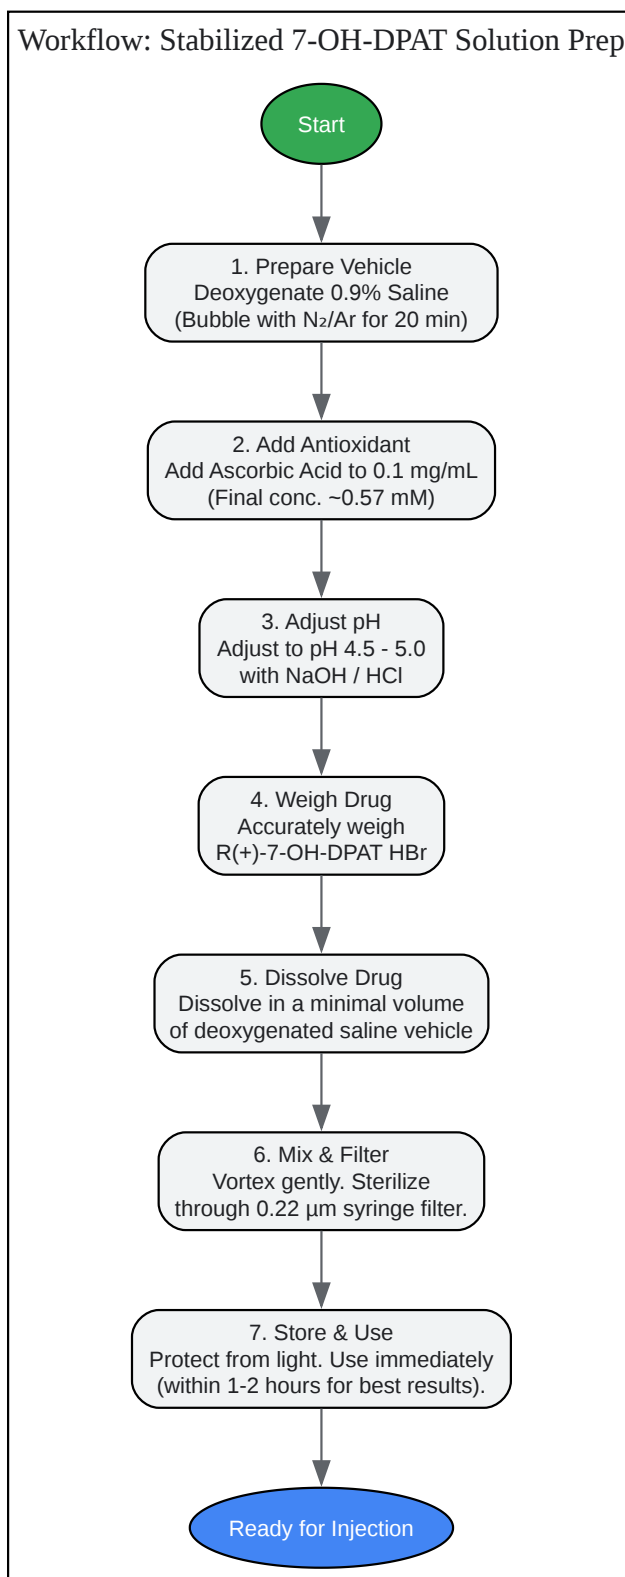 Workflow: Stabilized 7-OH-DPAT Solution Prep
Start
1. Prepare Vehicle
Deoxygenate 0.9% Saline
(Bubble with N₂/Ar for 20 min)
2. Add Antioxidant
Add Ascorbic Acid to 0.1 mg/mL
(Final conc. ~0.57 mM)
3. Adjust pH
Adjust to pH 4.5 - 5.0
with NaOH / HCl
4. Weigh Drug
Accurately weigh
R(+)-7-OH-DPAT HBr
5. Dissolve Drug
Dissolve in a minimal volume
of deoxygenated saline vehicle
6. Mix & Filter
Vortex gently. Sterilize
through 0.22 µm syringe filter.
7. Store & Use
Protect from light. Use immediately
(within 1-2 hours for best results).
Ready for Injection